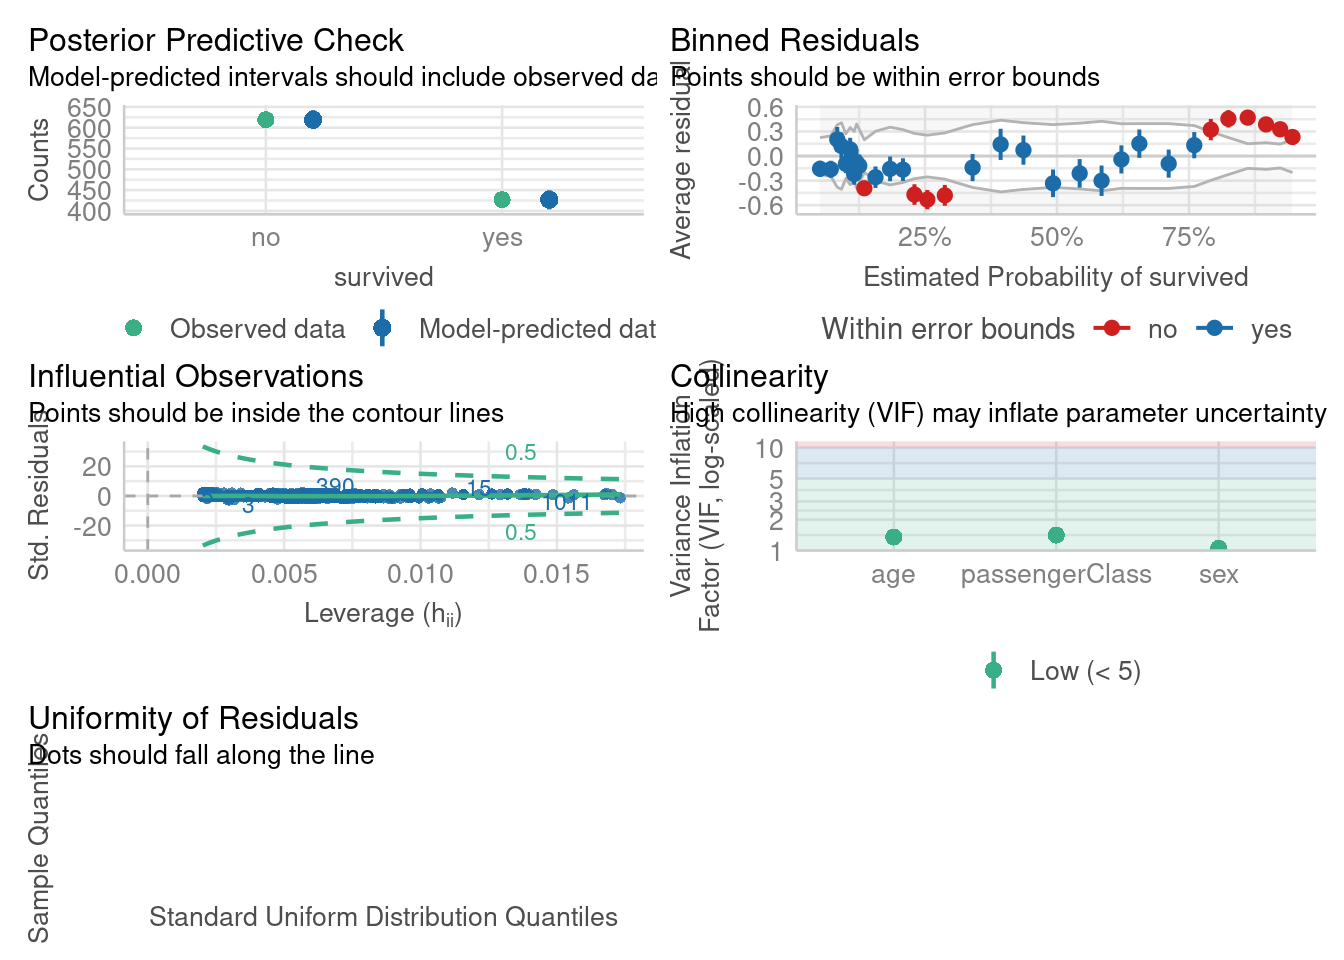 Posterior Predictive Check
Model-predicted intervals should include observed da
Counts
650
600
550
500
450
400
no
yes
survived
Observed data
Model-predicted dat
Binned Residuals
Points should be within error bounds
Average residual
0.6
0.3
0.0
-0.3
-0.6
25%
50%
75%
Estimated Probability of survived
Within error bounds
no
yes
Influential Observations
Points should be inside the contour lines
Std. Residuals
20
0
-20
0.5
390
15
3
1011
0.5
0.000
0.005
0.010
0.015
Leverage (hii)
Collinearity
High collinearity (VIF) may inflate parameter uncertainty
Variance Inflation
Factor (VIF, log-scaled)
10
5
3
2
1
age
passengerClass
sex
Low (< 5)
Uniformity of Residuals
Dots should fall along the line
Sample Quantiles
Standard Uniform Distribution Quantiles